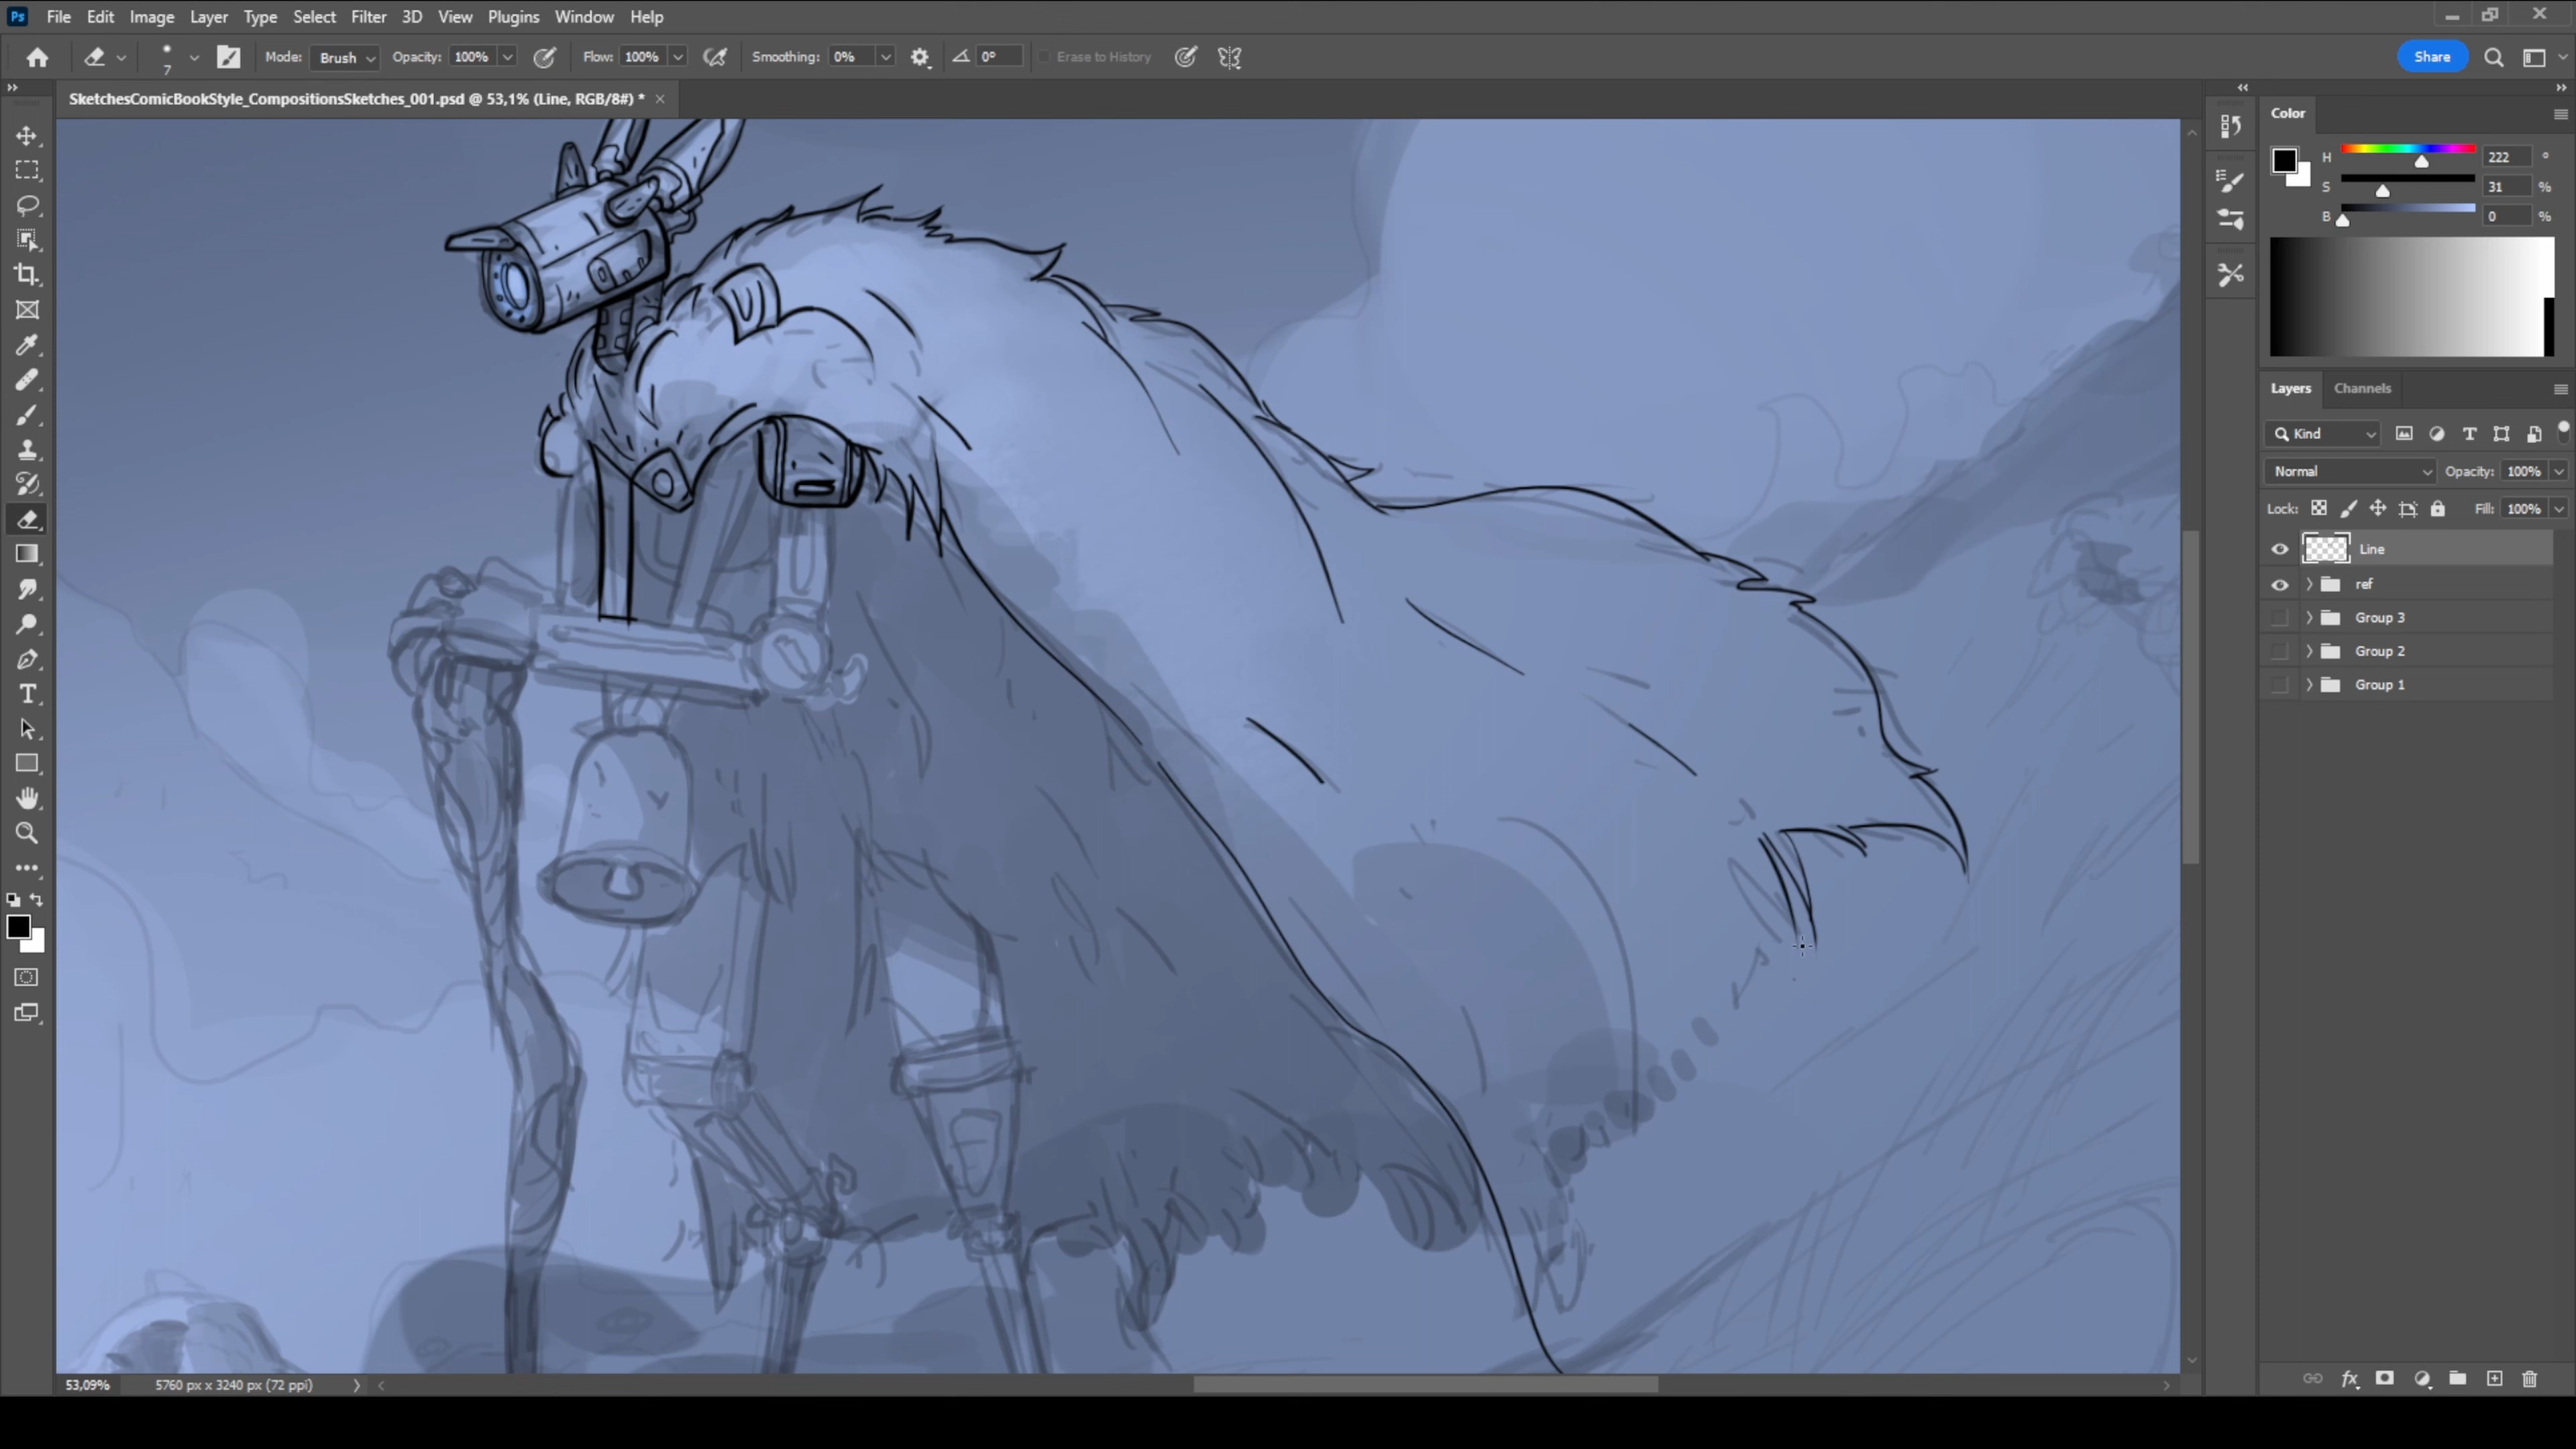 Ps File Edit Image Layer Type Select Filter 3D View Plugins Window Help
7 Mode: Brush Opacity: 100% Flow: 100% Smoothing: 0% 0° Erase to History Share
SketchesComicBookStyle_CompositionsSketches_001.psd @ 53,1% (Line, RGB/8#) * ×
Color
H 222 °
S 31 %
B 0 %
Layers Channels
Kind
Normal Opacity: 100%
Lock: Fill: 100%
Line
ref
Group 3
Group 2
Group 1
53,09% 5760 px x 3240 px (72 ppi)
fx